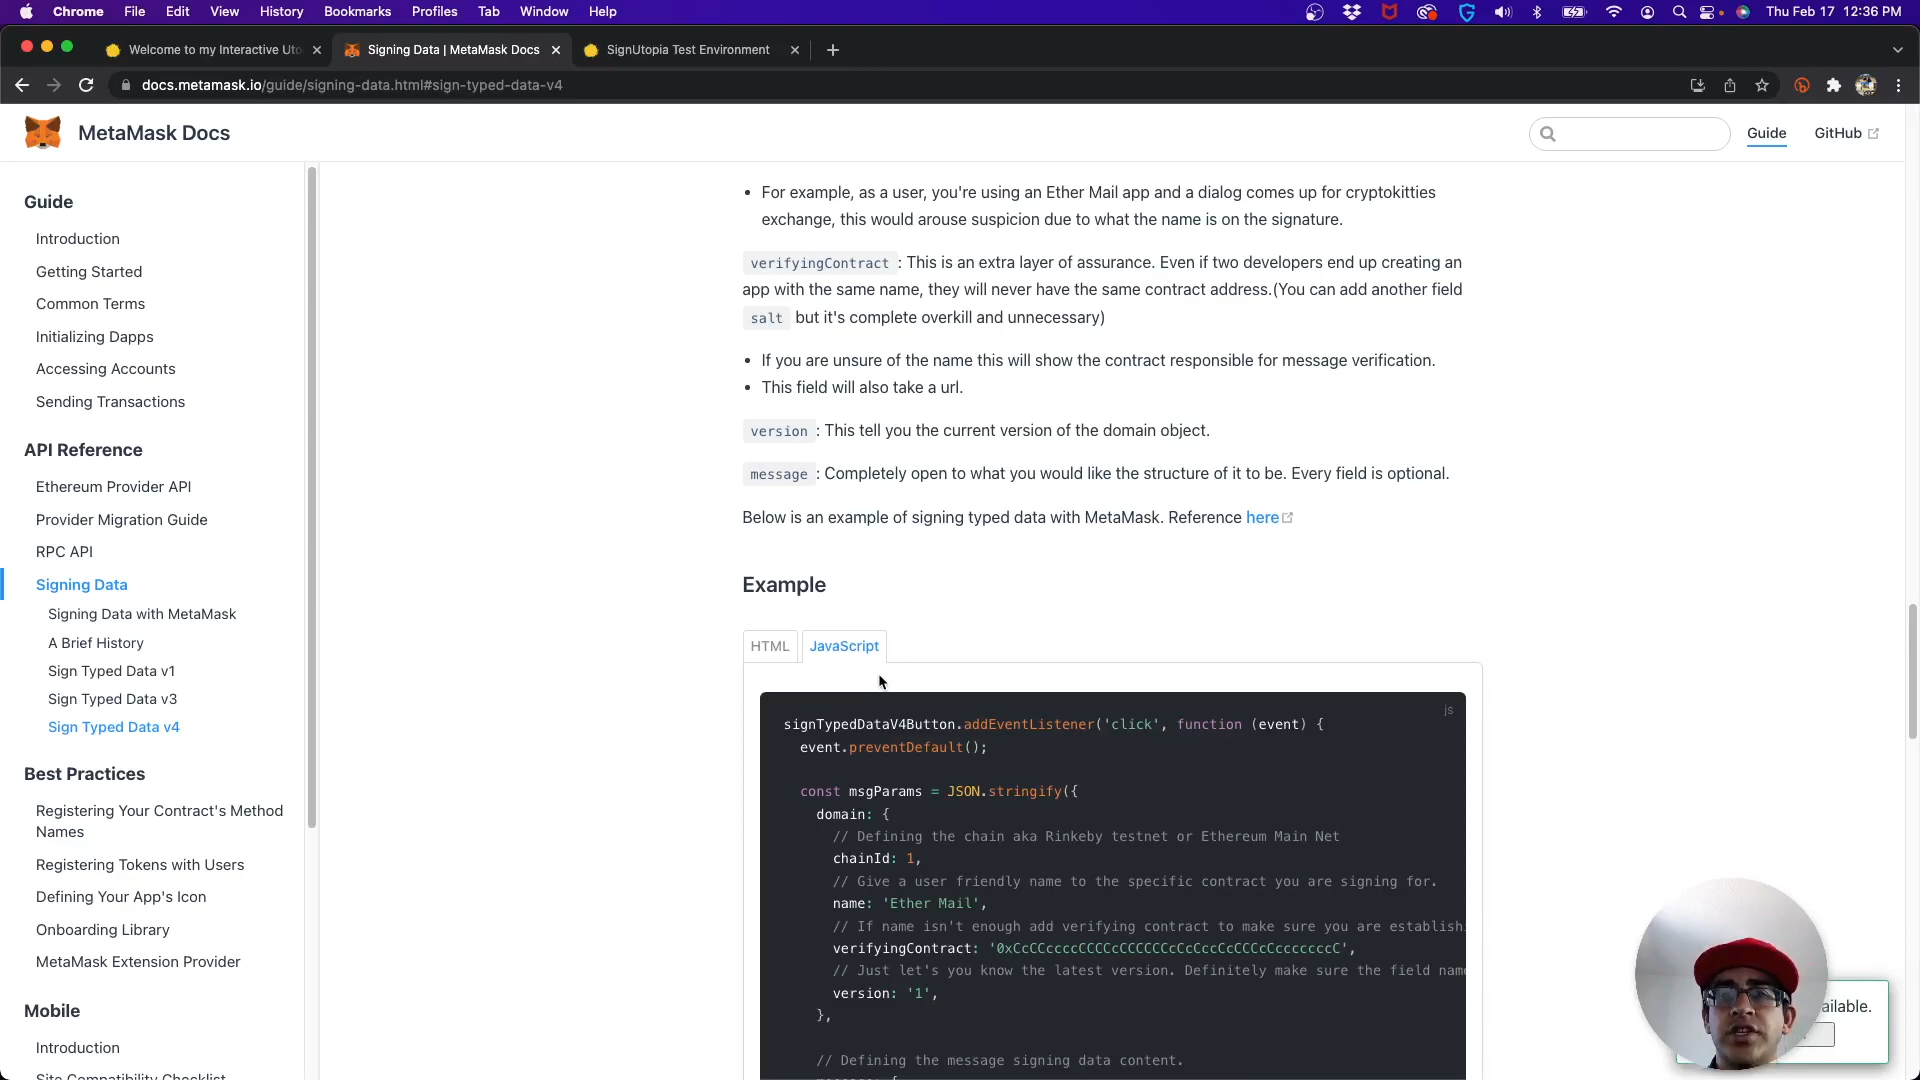 Chrome File Edit View History Bookmarks Profiles Tab Window Help Thu Feb 17 12:36 PM
Welcome to my Interactive Uto Signing Data | MetaMask Docs SignUtopia Test Environment
docs.metamask.io/guide/signing-data.html#sign-typed-data-v4
MetaMask Docs
Guide GitHub
Guide
Introduction
Getting Started
Common Terms
Initializing Dapps
Accessing Accounts
Sending Transactions
API Reference
Ethereum Provider API
Provider Migration Guide
RPC API
Signing Data
Signing Data with MetaMask
A Brief History
Sign Typed Data v1
Sign Typed Data v3
Sign Typed Data v4
Best Practices
Registering Your Contract's Method
Names
Registering Tokens with Users
Defining Your App's Icon
Onboarding Library
MetaMask Extension Provider
Mobile
Introduction
Site Compatibility Checklist
• For example, as a user, you're using an Ether Mail app and a dialog comes up for cryptokitties
exchange, this would arouse suspicion due to what the name is on the signature.
verifyingContract : This is an extra layer of assurance. Even if two developers end up creating an
app with the same name, they will never have the same contract address.(You can add another field
salt but it's complete overkill and unnecessary)
• If you are unsure of the name this will show the contract responsible for message verification.
• This field will also take a url.
version : This tell you the current version of the domain object.
message : Completely open to what you would like the structure of it to be. Every field is optional.
Below is an example of signing typed data with MetaMask. Reference here
Example
HTML JavaScript
js
signTypedDataV4Button.addEventListener('click', function (event) {
event.preventDefault();
const msgParams = JSON.stringify({
domain: {
// Defining the chain aka Rinkeby testnet or Ethereum Main Net
chainId: 1,
// Give a user friendly name to the specific contract you are signing for.
name: 'Ether Mail',
// If name isn't enough add verifying contract to make sure you are establish
verifyingContract: '0xCcCCccccCCCCcCCCCCCcCcCccCcCCCcCcccccccC',
// Just let's you know the latest version. Definitely make sure the field name
version: '1',
},
// Defining the message signing data content.
ailable.